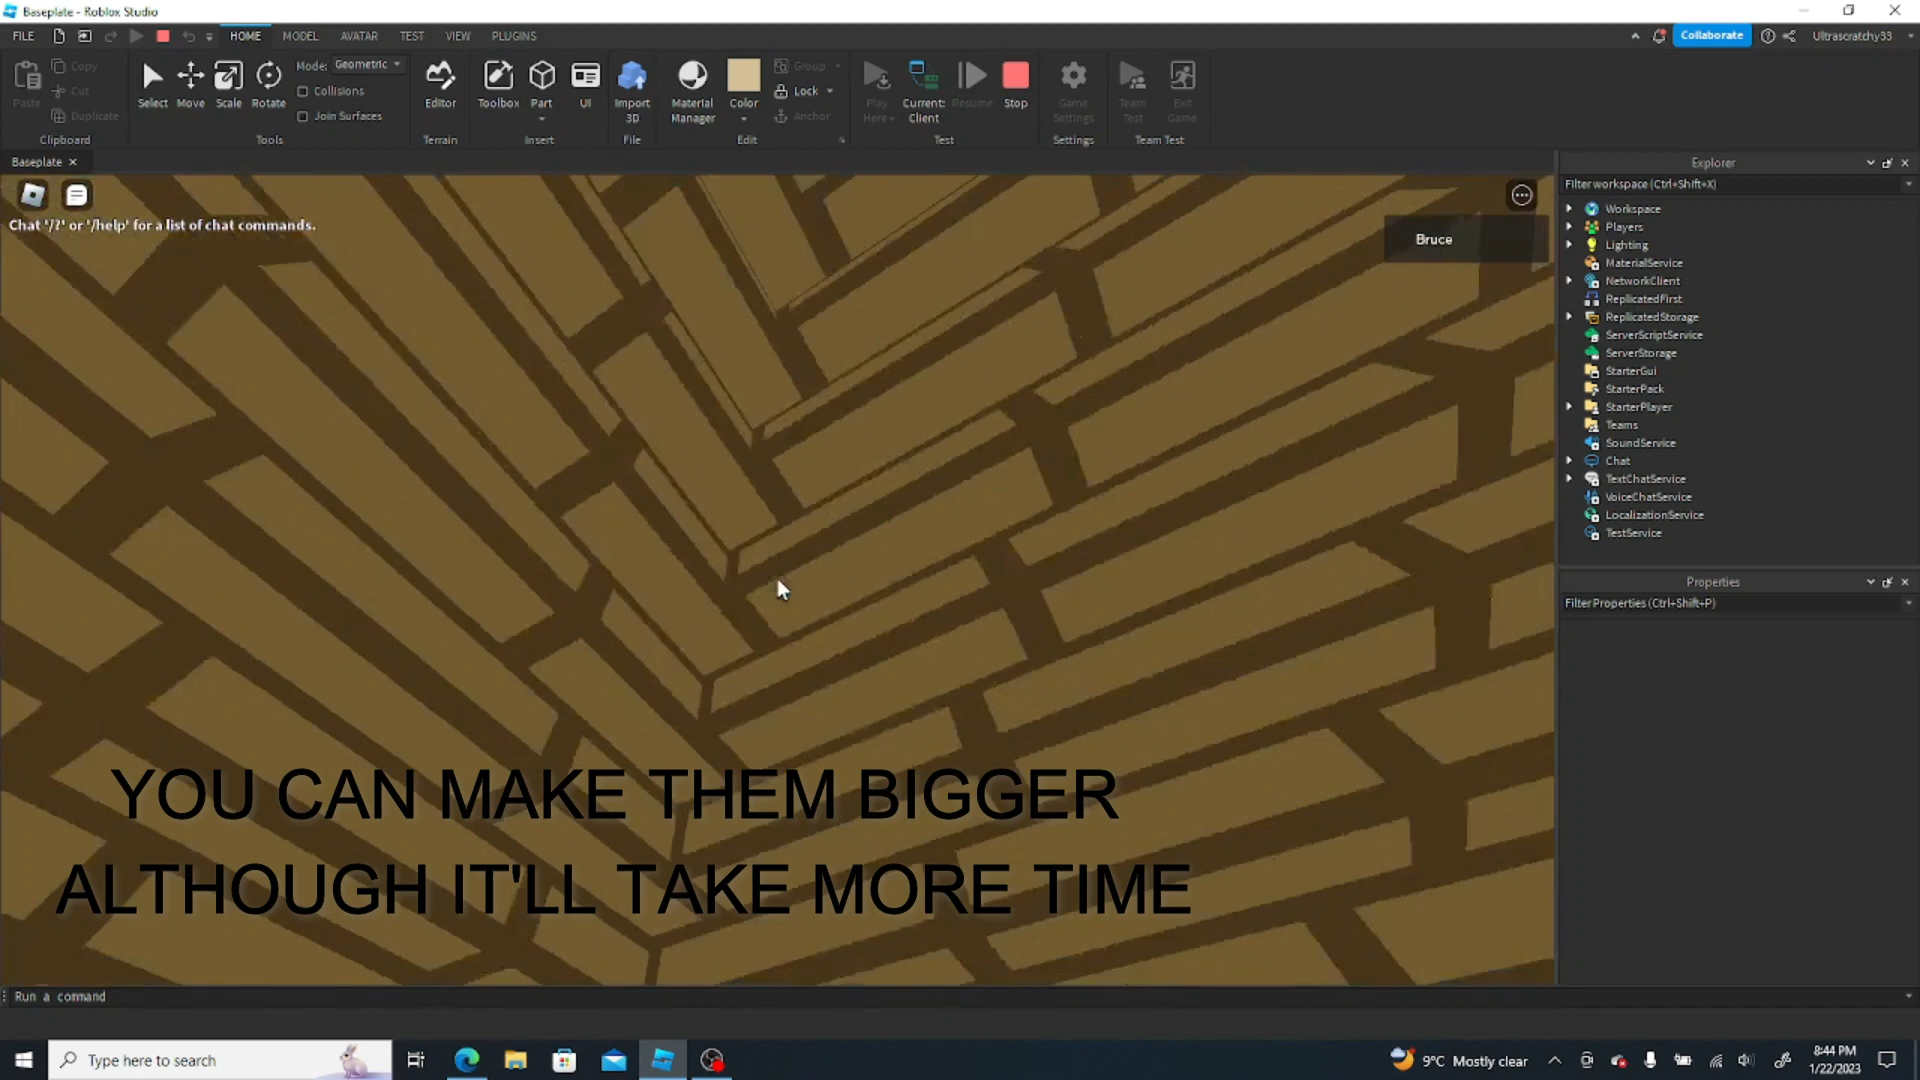 Baseplate - Roblox Studio
FILE HOME MODEL AVATAR TEST VIEW PLUGINS Collaborate Ultrascratchy33
Paste Copy Cut Duplicate Clipboard
Select Move Scale Rotate Mode: Geometric Collisions Join Surfaces Tools
Editor Terrain
Toolbox Part UI Insert
Import 3D File
Material Manager Color Group Lock Anchor Edit
Play Here Current: Client Resume Stop Test
Game Settings Settings
Team Test Exit Game Team Test
Baseplate
Chat '/?' or '/help' for a list of chat commands.
Bruce
YOU CAN MAKE THEM BIGGER
ALTHOUGH IT'LL TAKE MORE TIME
Explorer
Filter workspace (Ctrl+Shift+X)
Workspace
Players
Lighting
MaterialService
NetworkClient
ReplicatedFirst
ReplicatedStorage
ServerScriptService
ServerStorage
StarterGui
StarterPack
StarterPlayer
Teams
SoundService
Chat
TextChatService
VoiceChatService
LocalizationService
TestService
Properties
Filter Properties (Ctrl+Shift+P)
Run a command
Type here to search
9°C Mostly clear
8:44 PM
1/22/2023